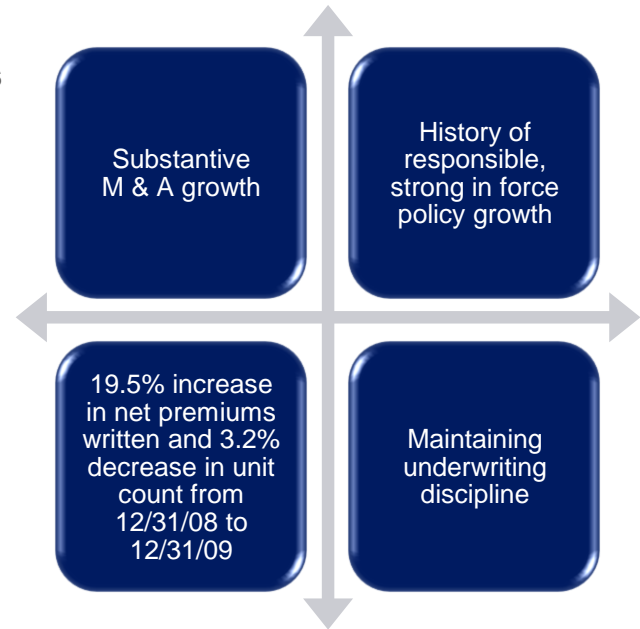 Substantive
M & A growth
History of
responsible,
strong in force
policy growth
19.5% increase
in net premiums
written and 3.2%
decrease in unit
count from
12/31/08 to
12/31/09
Maintaining
underwriting
discipline